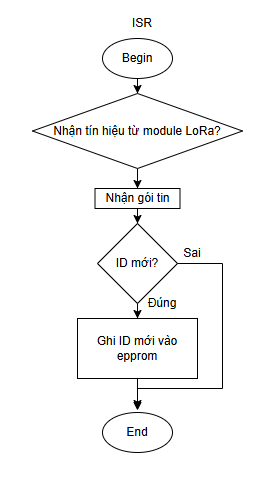 ISR
Begin
Nhận tín hiệu từ module LoRa?
Nhận gói tin
ID mới?
Sai
Đúng
Ghi ID mới vào
epprom
End